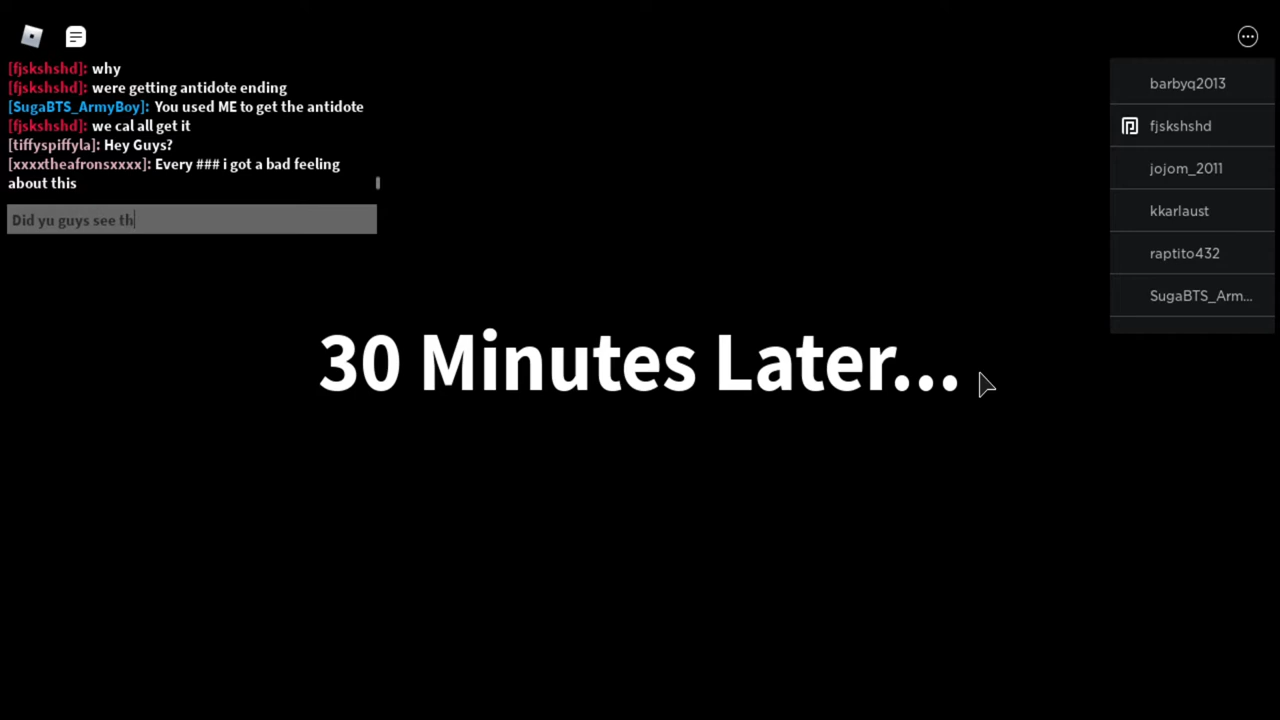 [fjskshshd]: why
[fjskshshd]: were getting antidote ending
[SugaBTS_ArmyBoy]: You used ME to get the antidote
[fjskshshd]: we cal all get it
[tiffyspiffyla]: Hey Guys?
[xxxxtheafronsxxxx]: Every ### i got a bad feeling
about this
Did yu guys see th
barbyq2013
fjskshshd
jojom_2011
kkarlaust
raptito432
SugaBTS_Arm...
30 Minutes Later...